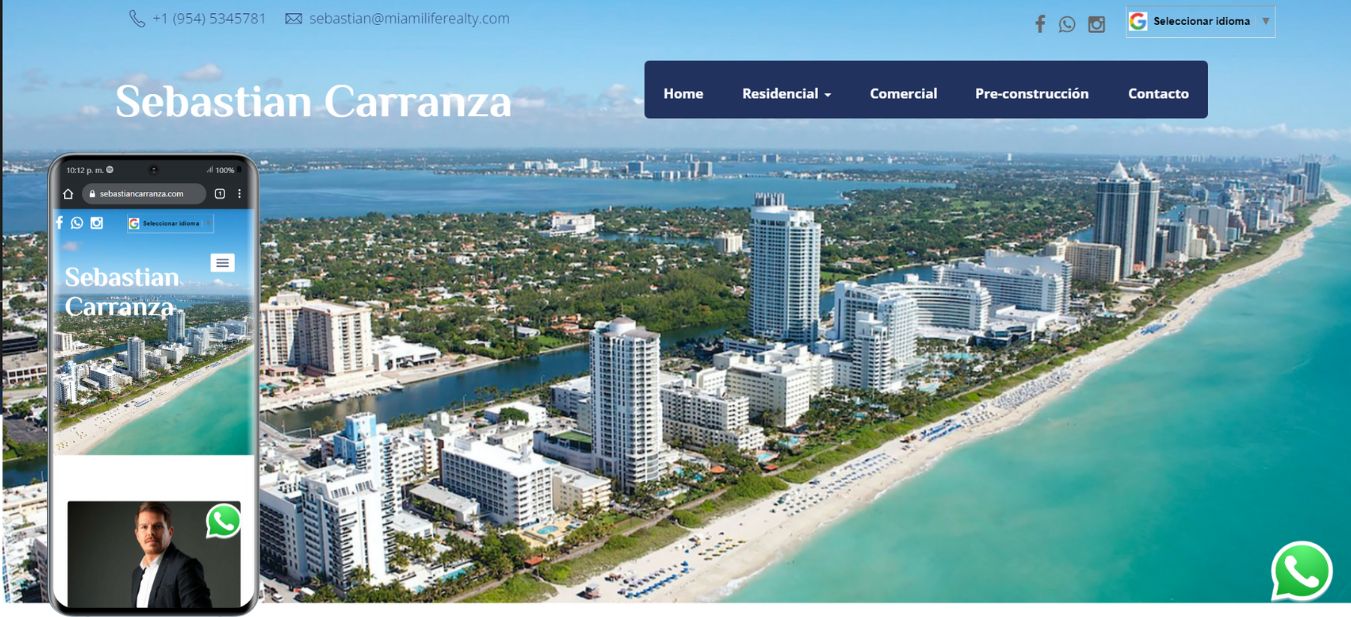 +1 (954) 5345781 sebastian@miamiliferealty.com
Seleccionar idioma ▼
Sebastian Carranza
Home Residencial Comercial Pre-construcción Contacto
10:12 p. m. 100%
sebastiancarranza.com 1
Seleccionar idioma
Sebastian
Carranza